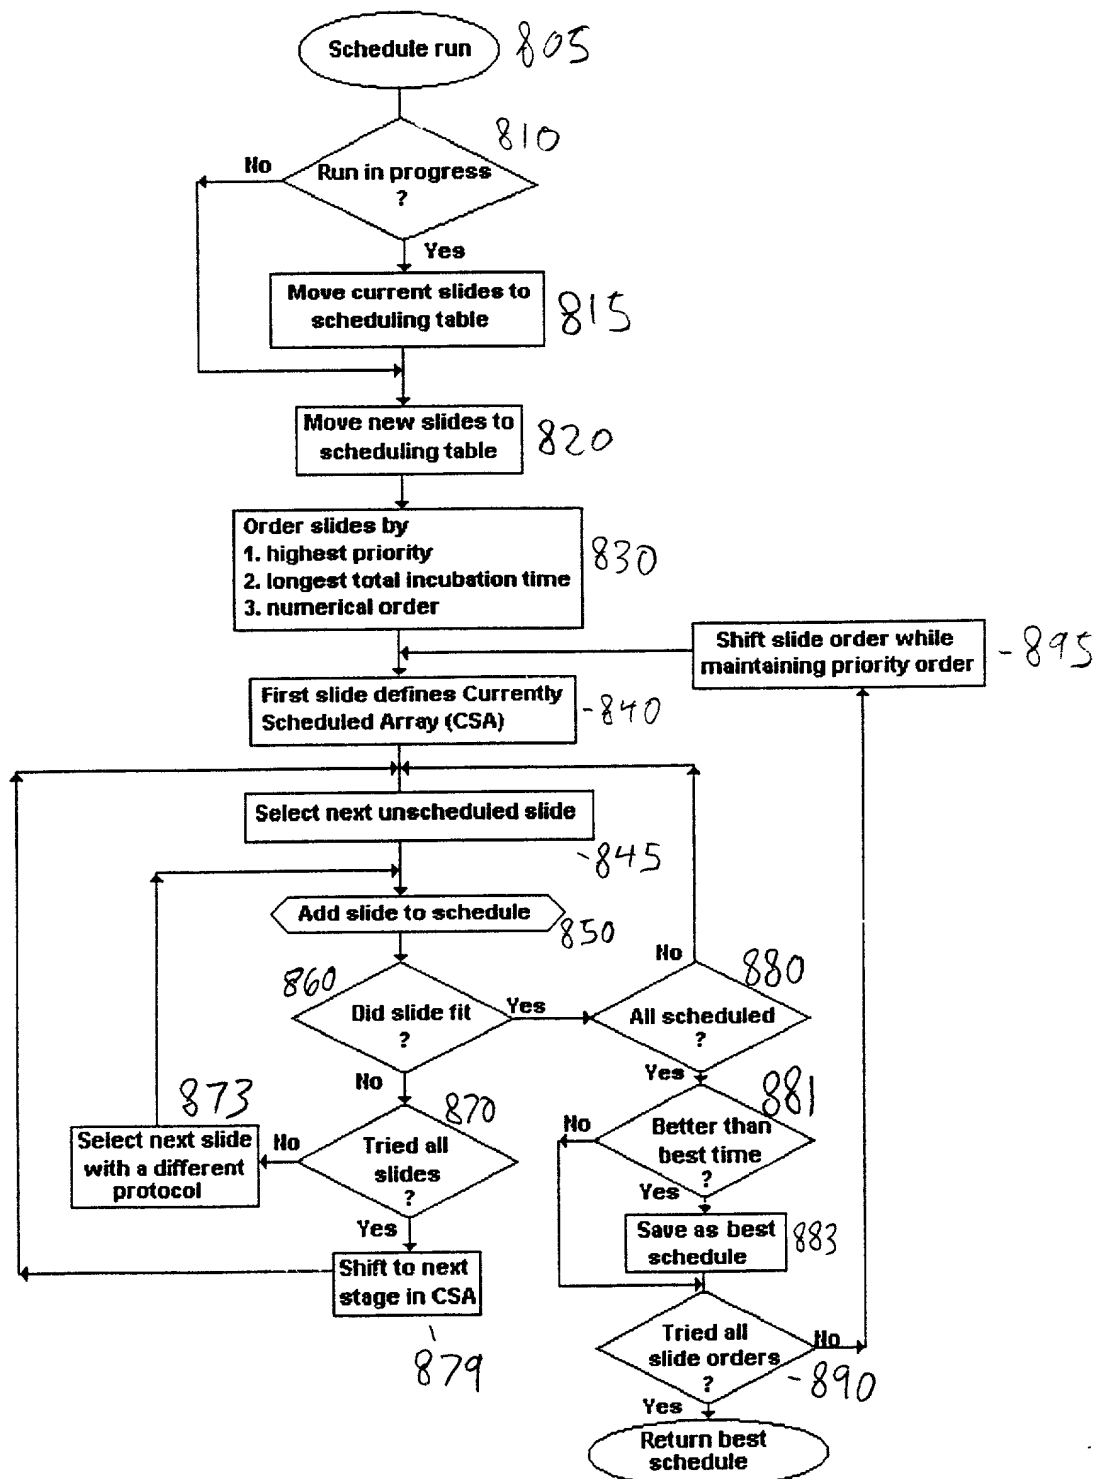 Schedule run 805
810
No
Run in progress
?
Yes
Move current slides to
scheduling table
815
Move new slides to
scheduling table
820
Order slides by
1. highest priority
2. longest total incubation time
3. numerical order
830
Shift slide order while
maintaining priority order
-895
First slide defines Currently
Scheduled Array (CSA)
-840
Select next unscheduled slide
-845
Add slide to schedule
850
860
Did slide fit
?
Yes
No
880
All scheduled
?
No
Yes
873
Select next slide
with a different
protocol
No
870
Tried all
slides
?
Yes
881
No
Better than
best time
?
Yes
Save as best
schedule
883
Shift to next
stage in CSA
879
Tried all
slide orders
?
No
-890
Yes
Return best
schedule